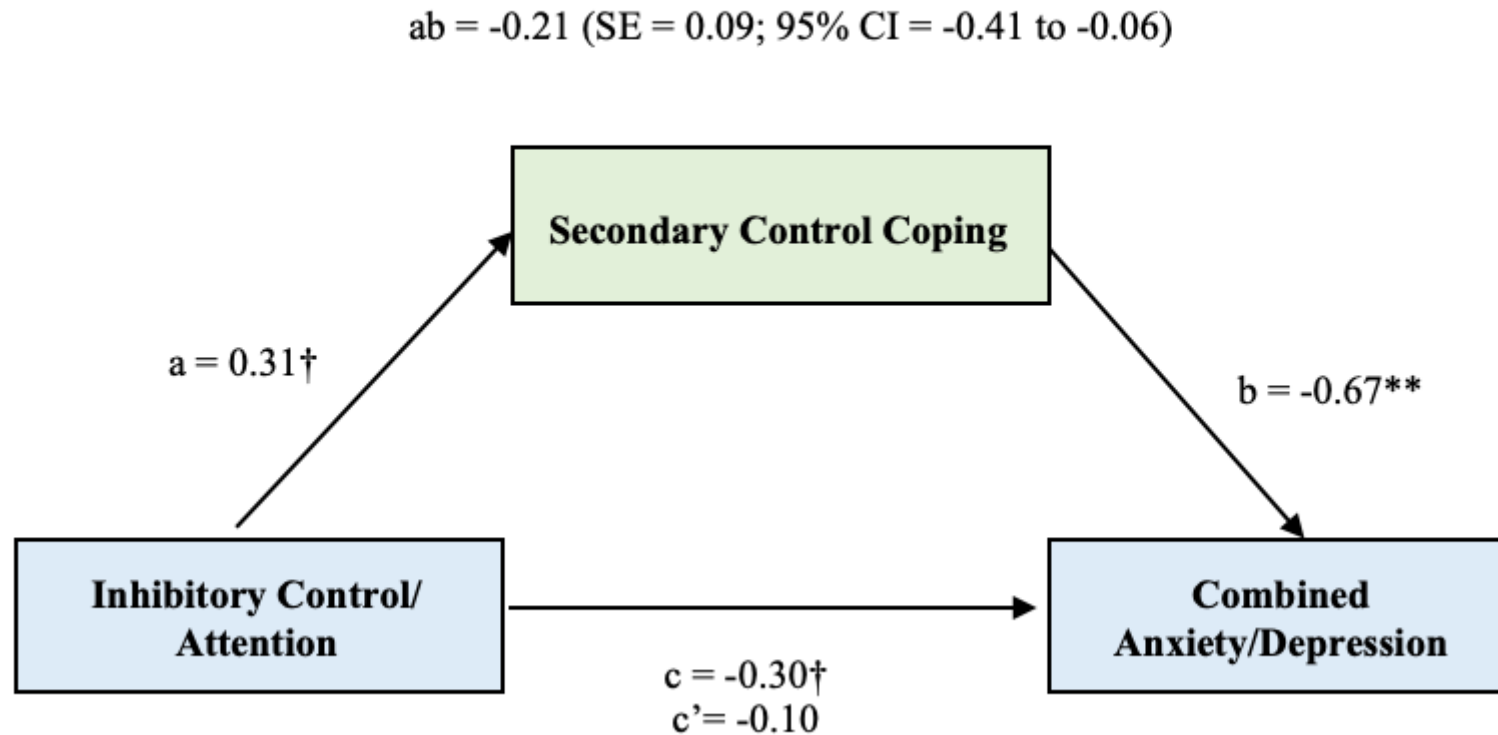 ab = -0.21 (SE = 0.09; 95% CI = -0.41 to -0.06)
Secondary Control Coping
a = 0.31†
b = -0.67**
Inhibitory Control/
Attention
Combined
Anxiety/Depression
c = -0.30†
c’= -0.10